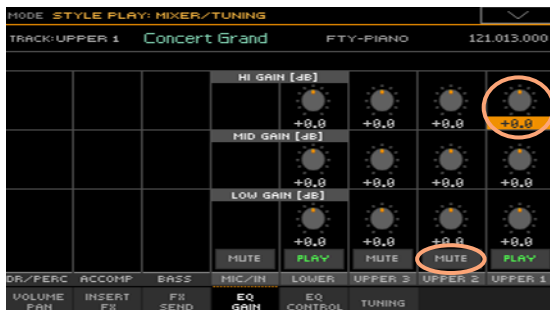 MODE STYLE PLAY: MIXER/TUNING
TRACK:UPPER 1 Concert Grand FTY-PIANO 121.013.000
HI GAIN [dB]
+0.0 +0.0 +0.0 +0.0
MID GAIN [dB]
+0.0 +0.0 +0.0 +0.0
LOW GAIN [dB]
+0.0 +0.0 +0.0 +0.0
MUTE PLAY MUTE MUTE PLAY
DR/PERC ACCOMP BASS MIC/IN LOWER UPPER 3 UPPER 2 UPPER 1
VOLUME PAN INSERT FX FX SEND EQ GAIN EQ CONTROL TUNING